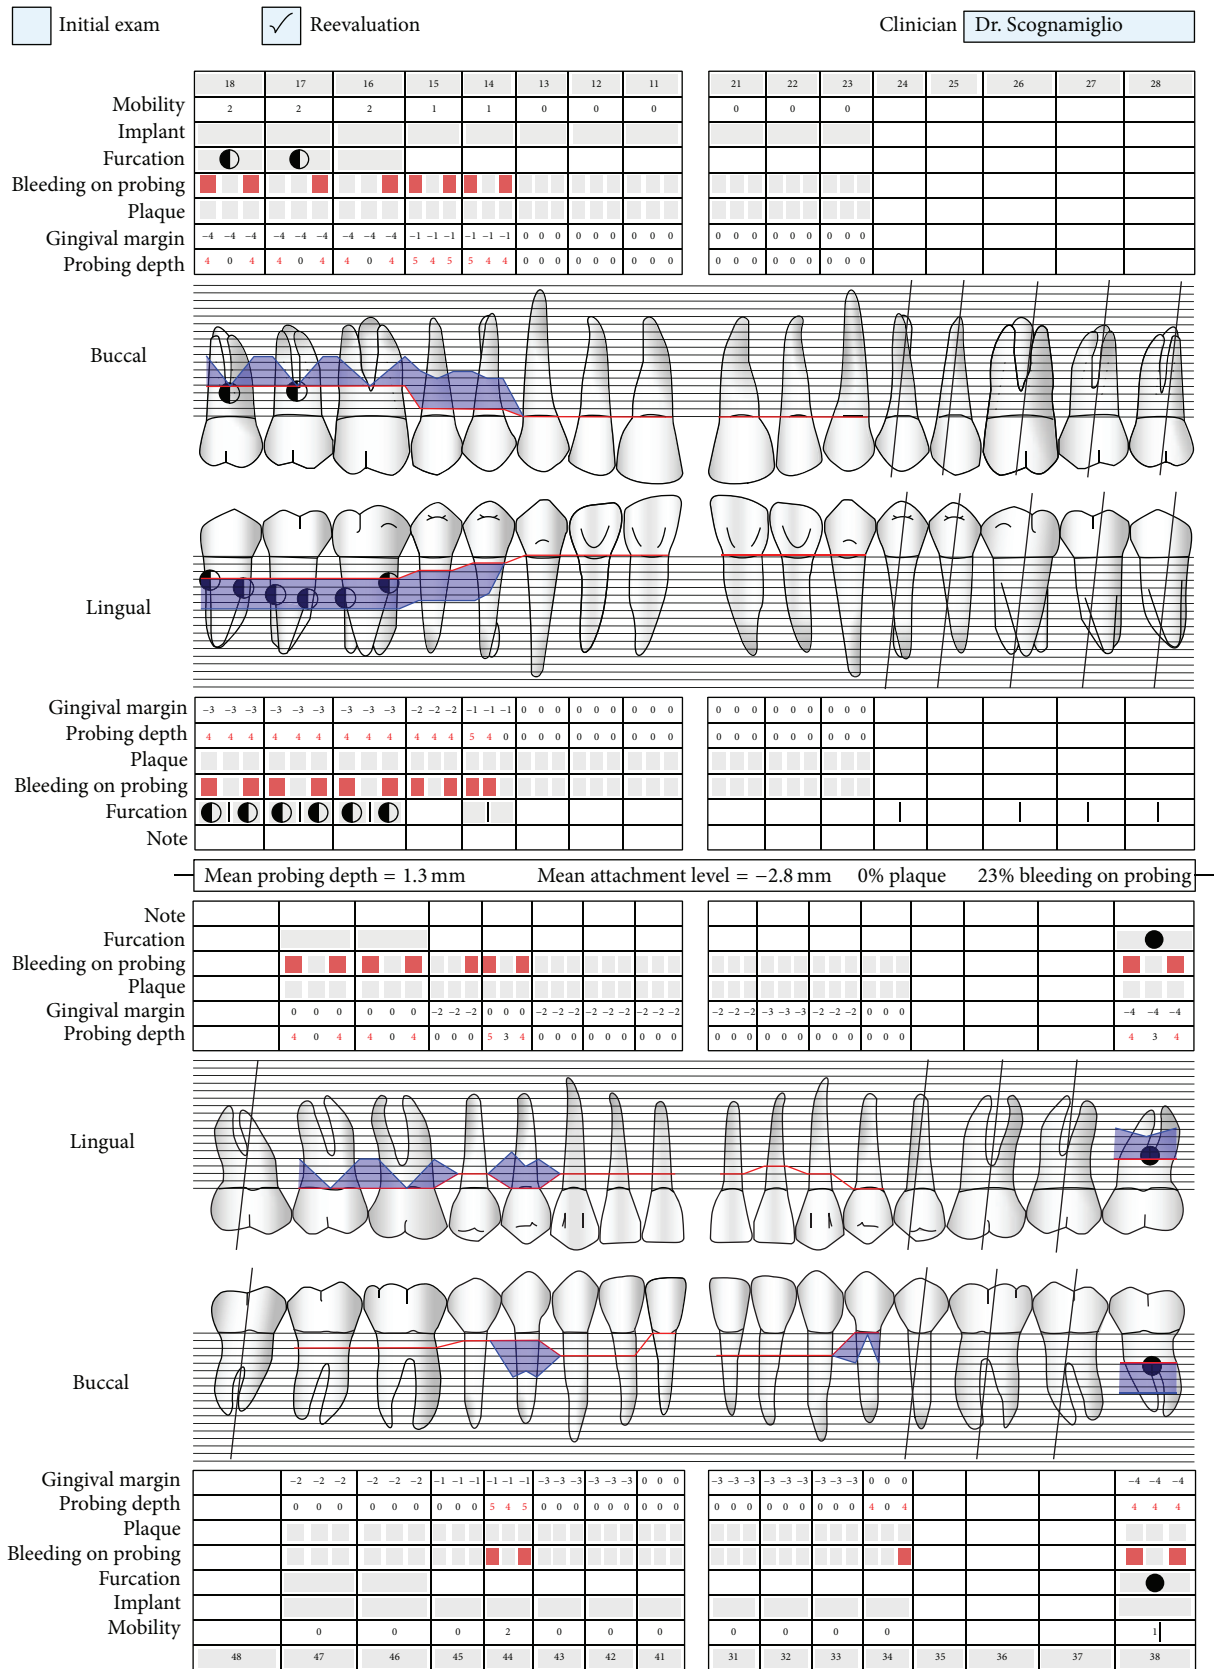 Initial exam ✓ Reevaluation Clinician Dr. Scognamiglio
18 17 16 15 14 13 12 11 21 22 23 24 25 26 27 28
Mobility 2 2 2 1 1 0 0 0 0 0 0
Implant
Furcation
Bleeding on probing
Plaque
Gingival margin −4 −4 −4 −4 −4 −4 −4 −4 −4 −1 −1 −1 −1 −1 −1 0 0 0 0 0 0 0 0 0 0 0 0 0 0 0 0 0 0
Probing depth 4 0 4 4 0 4 4 0 4 5 4 5 5 4 4 0 0 0 0 0 0 0 0 0 0 0 0 0 0 0 0 0 0
Buccal
Lingual
Gingival margin −3 −3 −3 −3 −3 −3 −3 −3 −3 −2 −2 −2 −1 −1 −1 0 0 0 0 0 0 0 0 0 0 0 0 0 0 0 0 0 0
Probing depth 4 4 4 4 4 4 4 4 4 4 4 4 5 4 0 0 0 0 0 0 0 0 0 0 0 0 0 0 0 0 0 0 0
Plaque
Bleeding on probing
Furcation
Note
Mean probing depth = 1.3 mm Mean attachment level = −2.8 mm 0% plaque 23% bleeding on probing
Note
Furcation
Bleeding on probing
Plaque
Gingival margin 0 0 0 0 0 0 −2 −2 −2 0 0 0 −2 −2 −2 −2 −2 −2 −2 −2 −2 −2 −2 −2 −3 −3 −3 −2 −2 −2 0 0 0 −4 −4 −4
Probing depth 4 0 4 4 0 4 0 0 0 5 3 4 0 0 0 0 0 0 0 0 0 0 0 0 0 0 0 0 0 0 0 0 0 4 3 4
Lingual
Buccal
Gingival margin −2 −2 −2 −2 −2 −2 −1 −1 −1 −1 −1 −1 −3 −3 −3 −3 −3 −3 0 0 0 −3 −3 −3 −3 −3 −3 −3 −3 −3 0 0 0 −4 −4 −4
Probing depth 0 0 0 0 0 0 0 0 0 5 4 5 0 0 0 0 0 0 0 0 0 0 0 0 0 0 0 0 0 0 4 0 4 4 4 4
Plaque
Bleeding on probing
Furcation
Implant
Mobility 0 0 0 2 0 0 0 0 0 0 0 1
48 47 46 45 44 43 42 41 31 32 33 34 35 36 37 38